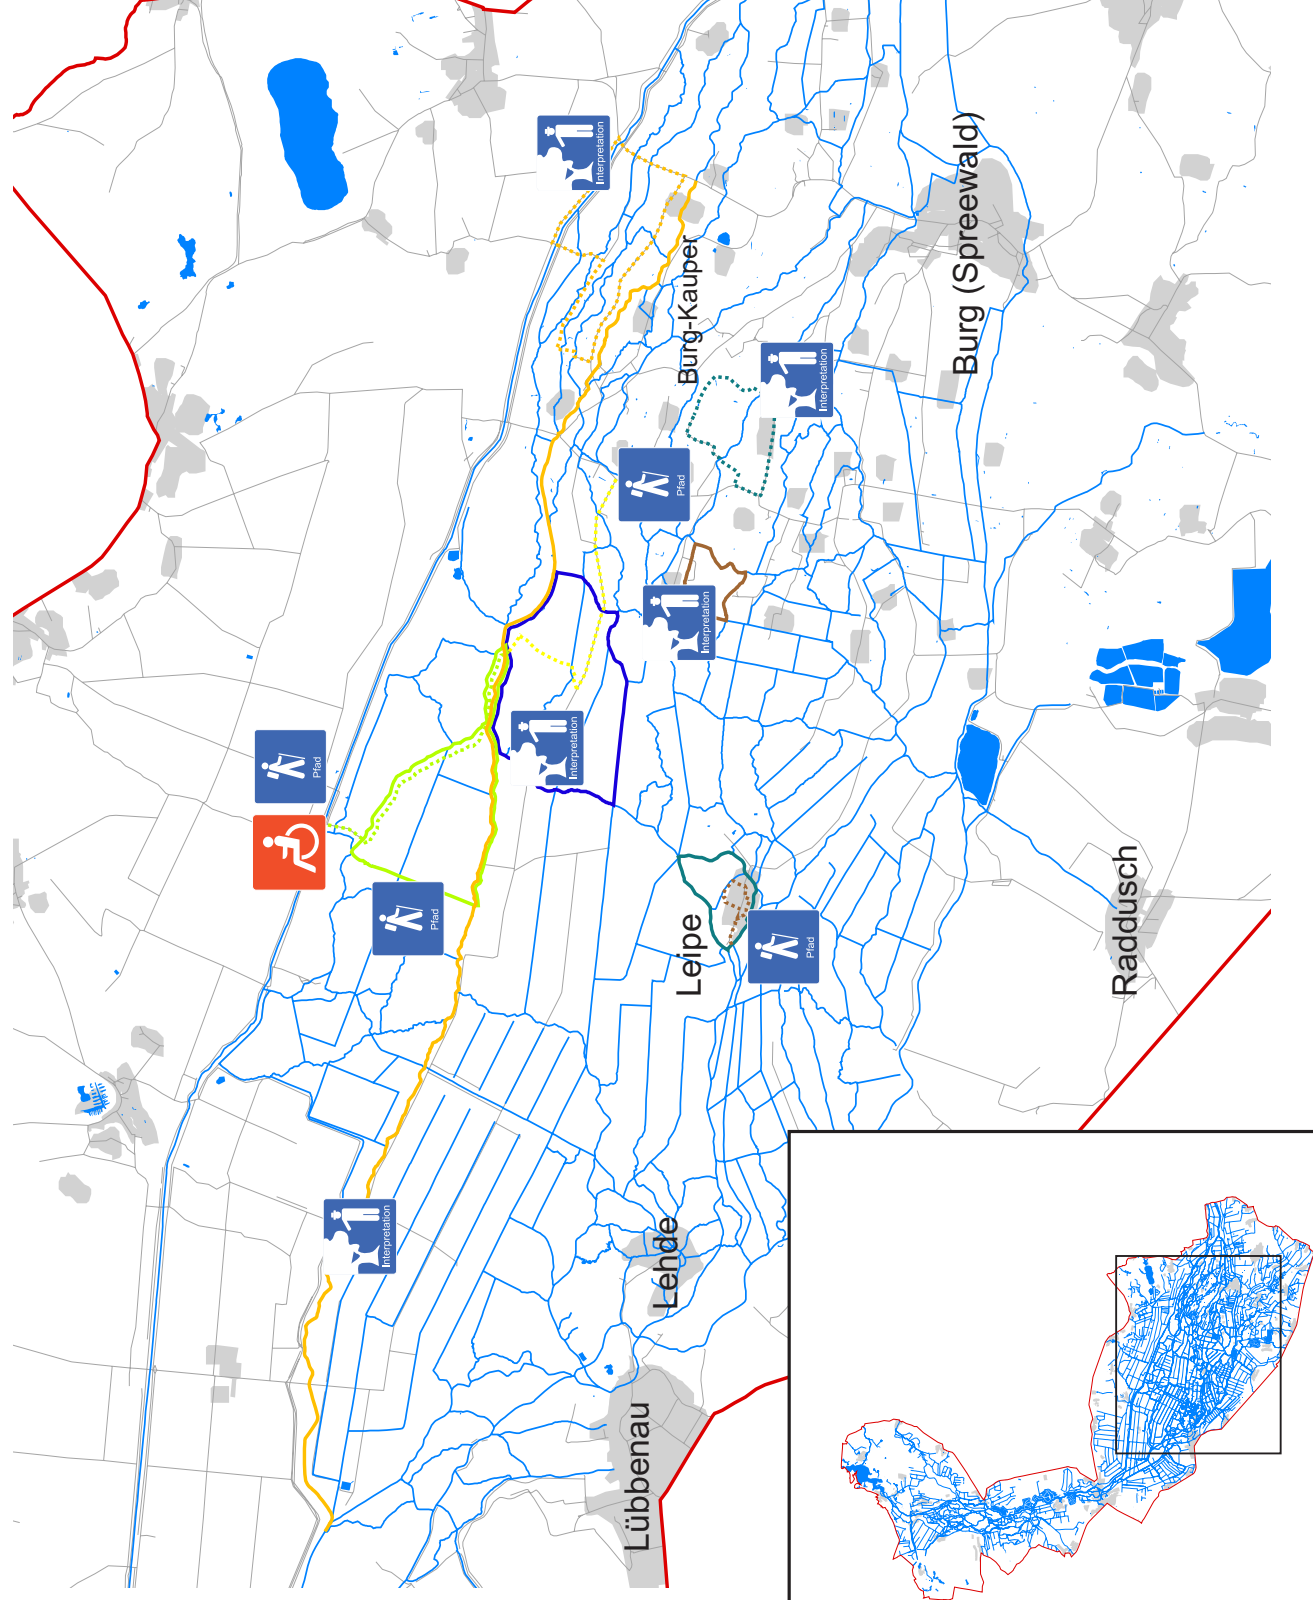 Interpretation
Burg (Spreewald)
Burg-Kauper
Interpretation
Pfad
Interpretation
Interpretation
Pfad
Pfad
Leipe
Pfad
Raddusch
Interpretation
Lehde
Lübbenau